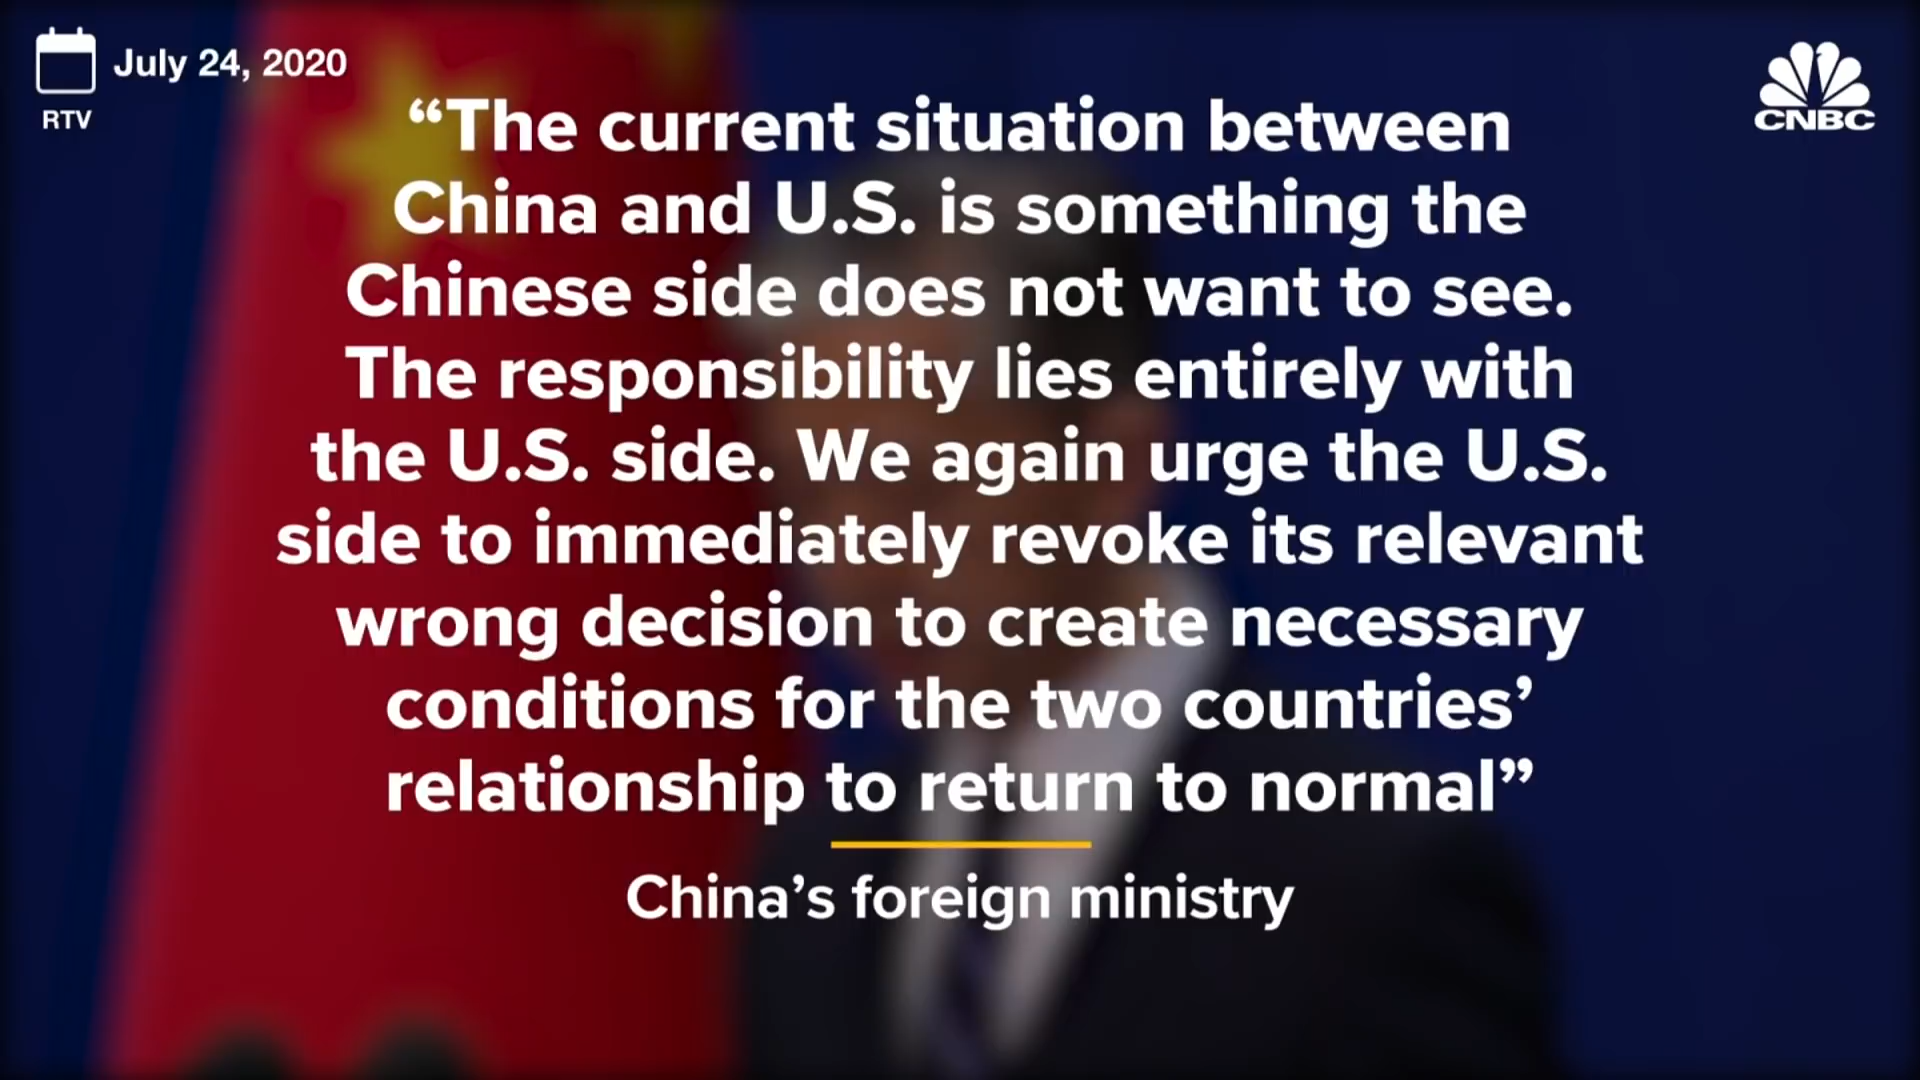 July 24, 2020
RTV
CNBC
“The current situation between
China and U.S. is something the
Chinese side does not want to see.
The responsibility lies entirely with
the U.S. side. We again urge the U.S.
side to immediately revoke its relevant
wrong decision to create necessary
conditions for the two countries’
relationship to return to normal”
China’s foreign ministry